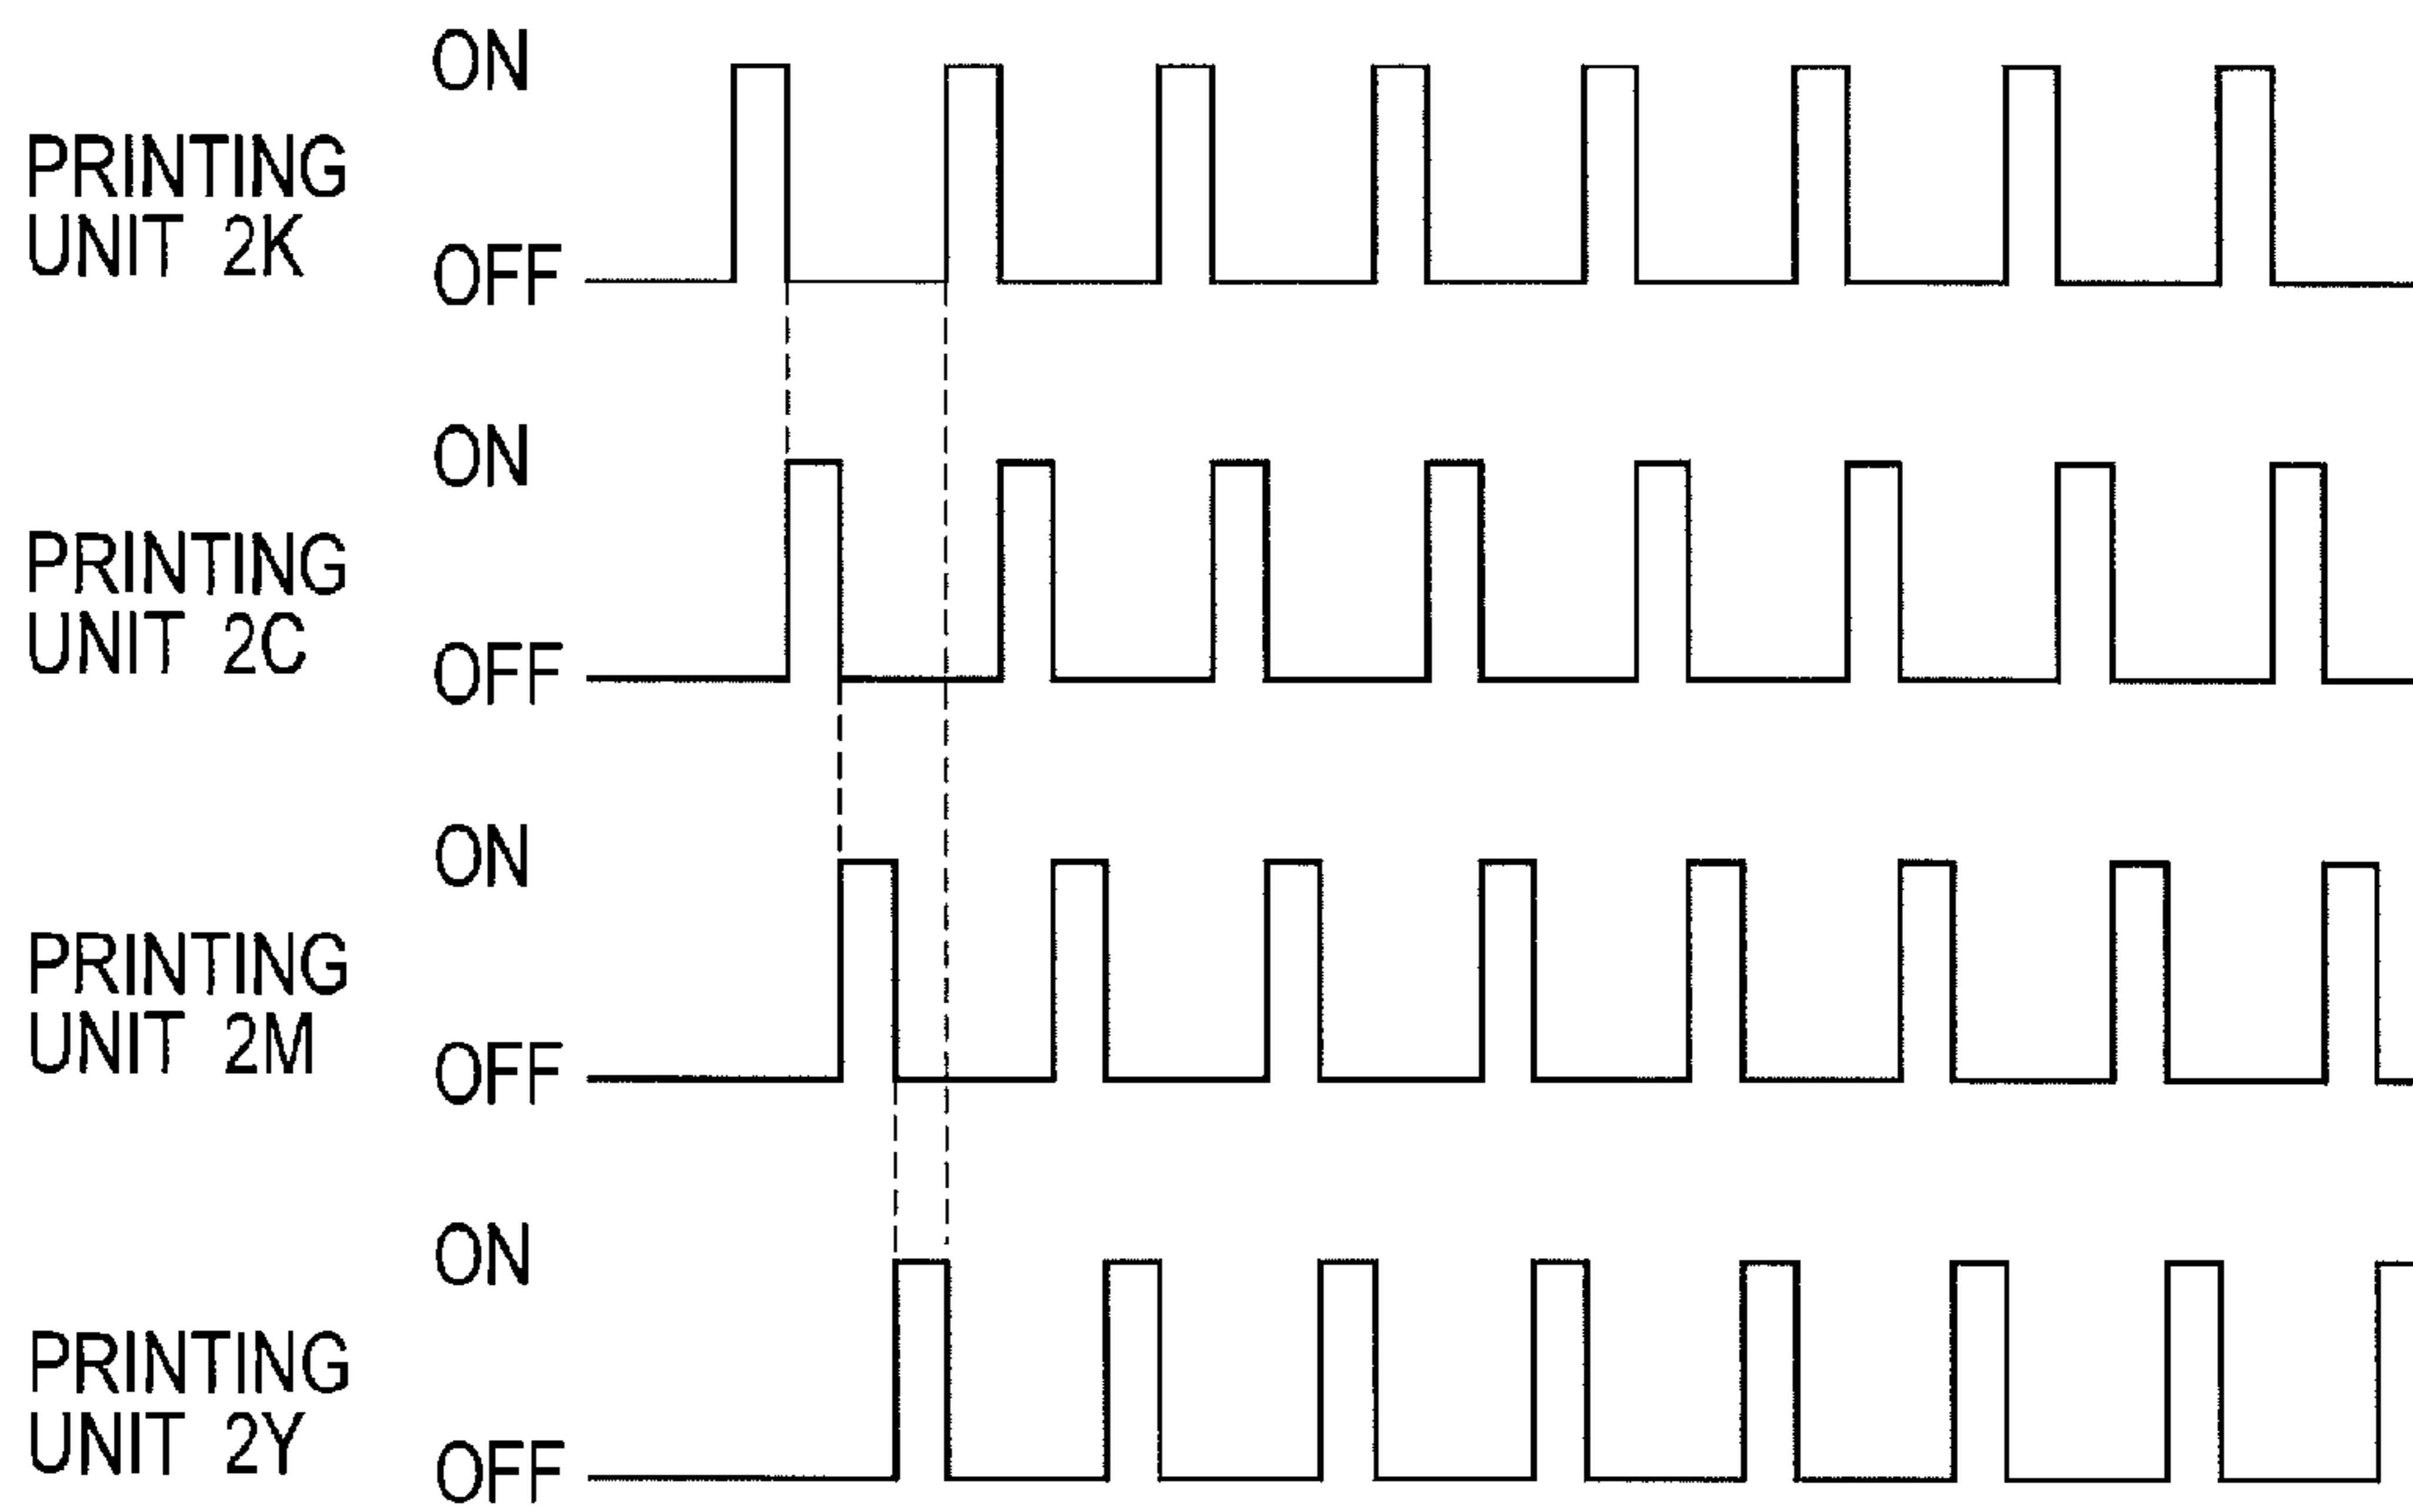 ON
PRINTING
UNIT 2K
OFF
ON
PRINTING
UNIT 2C
OFF
ON
PRINTING
UNIT 2M
OFF
ON
PRINTING
UNIT 2Y
OFF